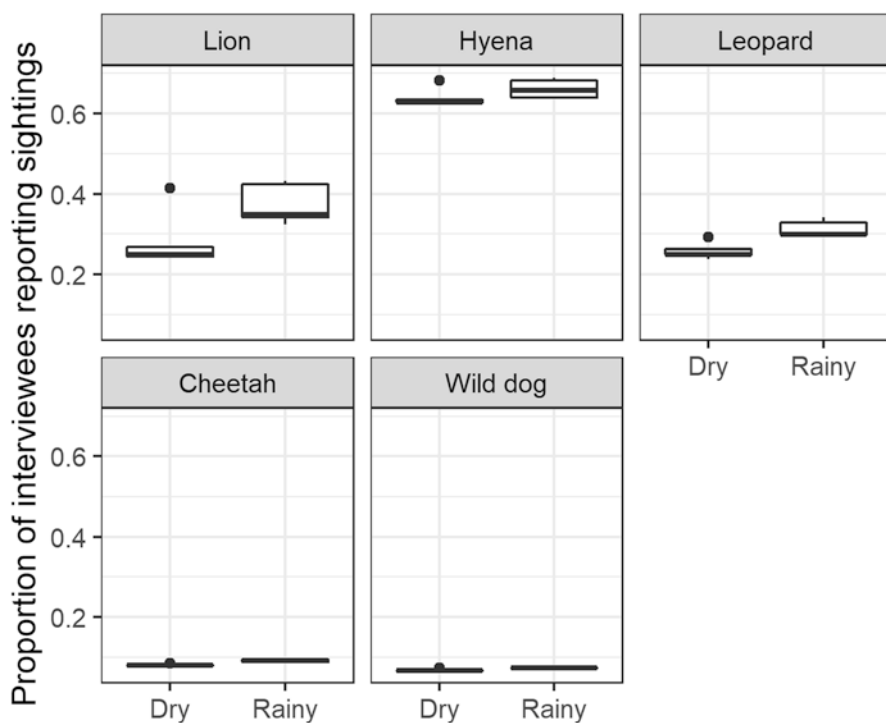 Proportion of interviewees reporting sightings
Lion
Hyena
Leopard
0.6
0.4
0.2
Dry
Rainy
Cheetah
Wild dog
0.6
0.4
0.2
Dry
Rainy
Dry
Rainy